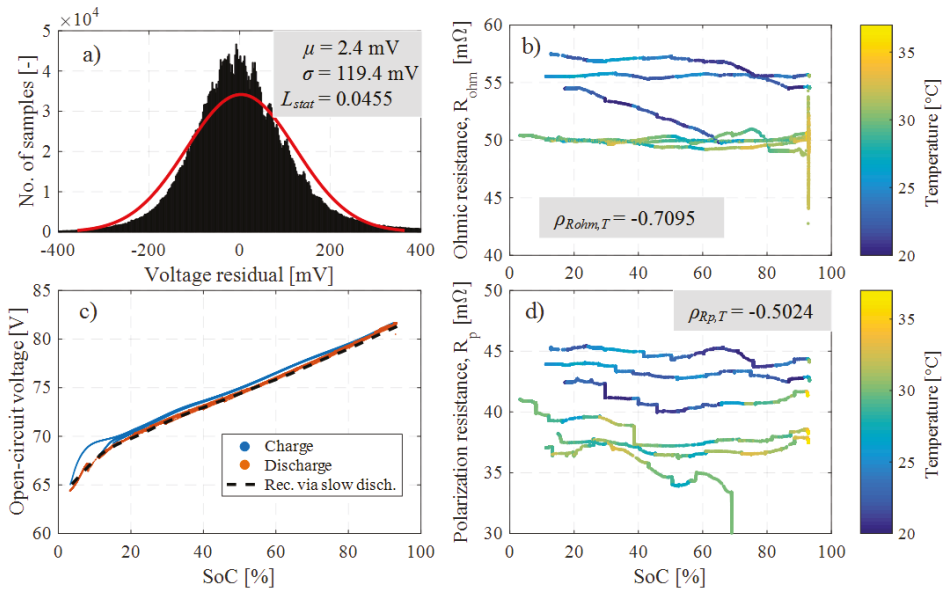 ×10⁴
5
4
3
2
1
0
-400 -200 0 200 400
No. of samples [-]
Voltage residual [mV]
a)
μ = 2.4 mV
σ = 119.4 mV
L_stat = 0.0455
60
55
50
45
40
0 20 40 60 80 100
Ohmic resistance, R_ohm [mΩ]
b)
ρ_Rohm,T = -0.7095
35
30
25
20
Temperature [°C]
85
80
75
70
65
60
0 20 40 60 80 100
Open-circuit voltage [V]
SoC [%]
c)
Charge
Discharge
Rec. via slow disch.
50
45
40
35
30
0 20 40 60 80 100
Polarization resistance, R_p [mΩ]
SoC [%]
d)
ρ_Rp,T = -0.5024
35
30
25
20
Temperature [°C]